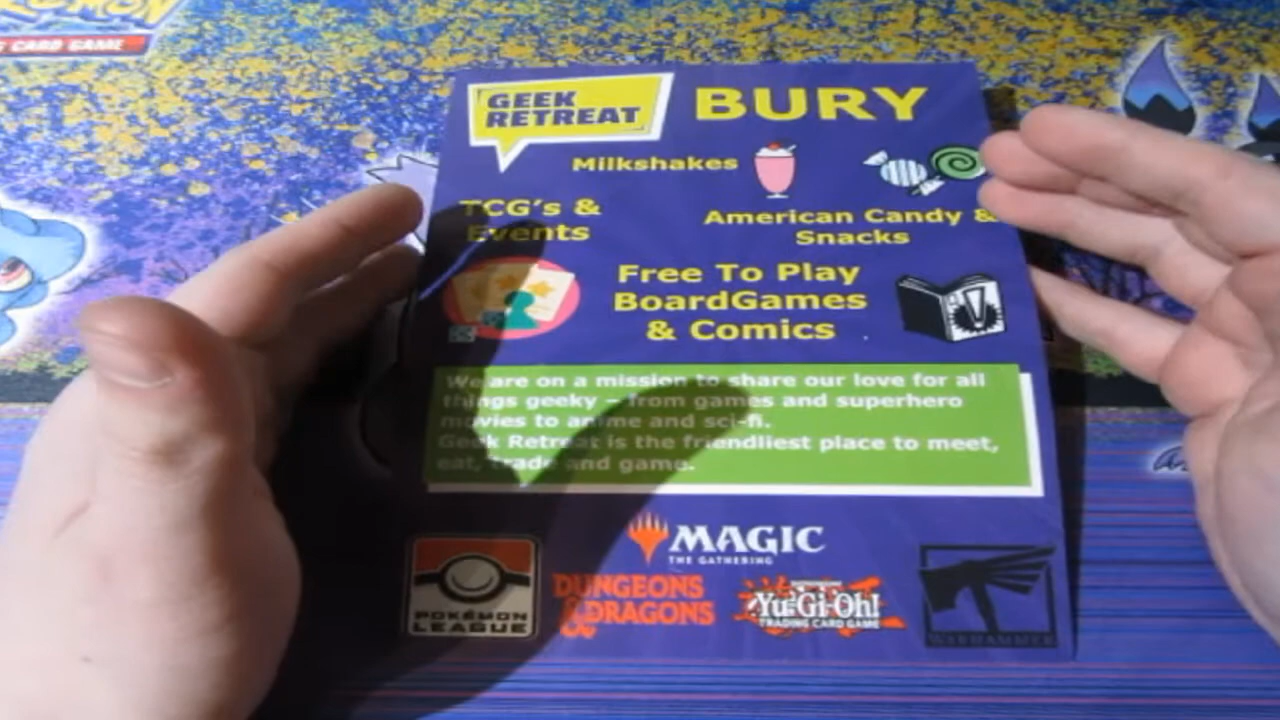 POKÉMON
CARD GAME
GEEK
RETREAT
BURY
Milkshakes
TCG's &
Events
American Candy &
Snacks
Free To Play
BoardGames
& Comics
We are on a mission to share our love for all
things geeky – from games and superhero
movies to anime and sci-fi.
Geek Retreat is the friendliest place to meet,
eat, trade and game.
MAGIC
THE GATHERING
POKÉMON
LEAGUE
DUNGEONS
& DRAGONS
Yu-Gi-Oh!
TRADING CARD GAME
WARHAMMER